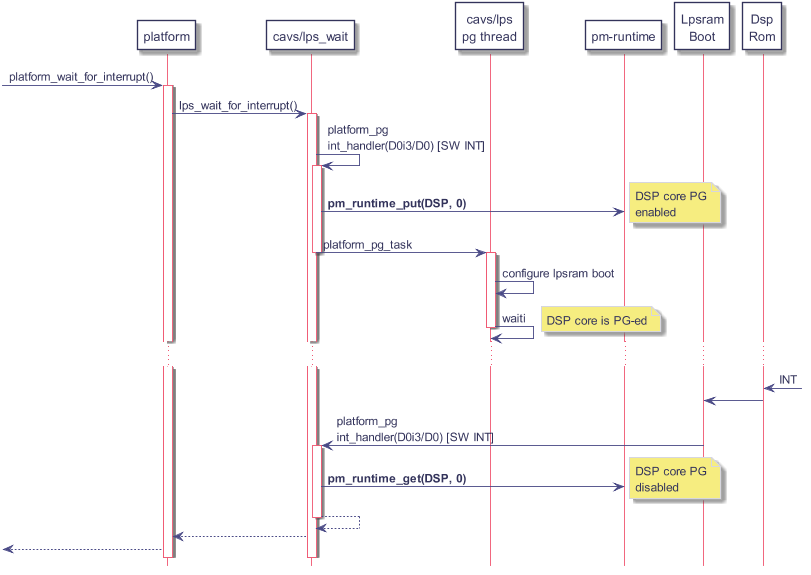 platform
cavs/lps_wait
cavs/lps
pg thread
pm-runtime
Lpsram
Boot
Dsp
Rom
platform_wait_for_interrupt()
lps_wait_for_interrupt()
platform_pg
int_handler(D0i3/D0) [SW INT]
pm_runtime_put(DSP, 0)
DSP core PG
enabled
platform_pg_task
configure lpsram boot
waiti
DSP core is PG-ed
INT
platform_pg
int_handler(D0i3/D0) [SW INT]
pm_runtime_get(DSP, 0)
DSP core PG
disabled